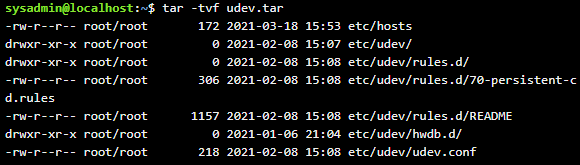 sysadmin@localhost:~$ tar -tvf udev.tar
-rw-r--r-- root/root       172 2021-03-18 15:53 etc/hosts
drwxr-xr-x root/root         0 2021-02-08 15:07 etc/udev/
drwxr-xr-x root/root         0 2021-02-08 15:08 etc/udev/rules.d/
-rw-r--r-- root/root       306 2021-02-08 15:08 etc/udev/rules.d/70-persistent-c
d.rules
-rw-r--r-- root/root      1157 2021-02-08 15:08 etc/udev/rules.d/README
drwxr-xr-x root/root         0 2021-01-06 21:04 etc/udev/hwdb.d/
-rw-r--r-- root/root       218 2021-02-08 15:08 etc/udev/udev.conf